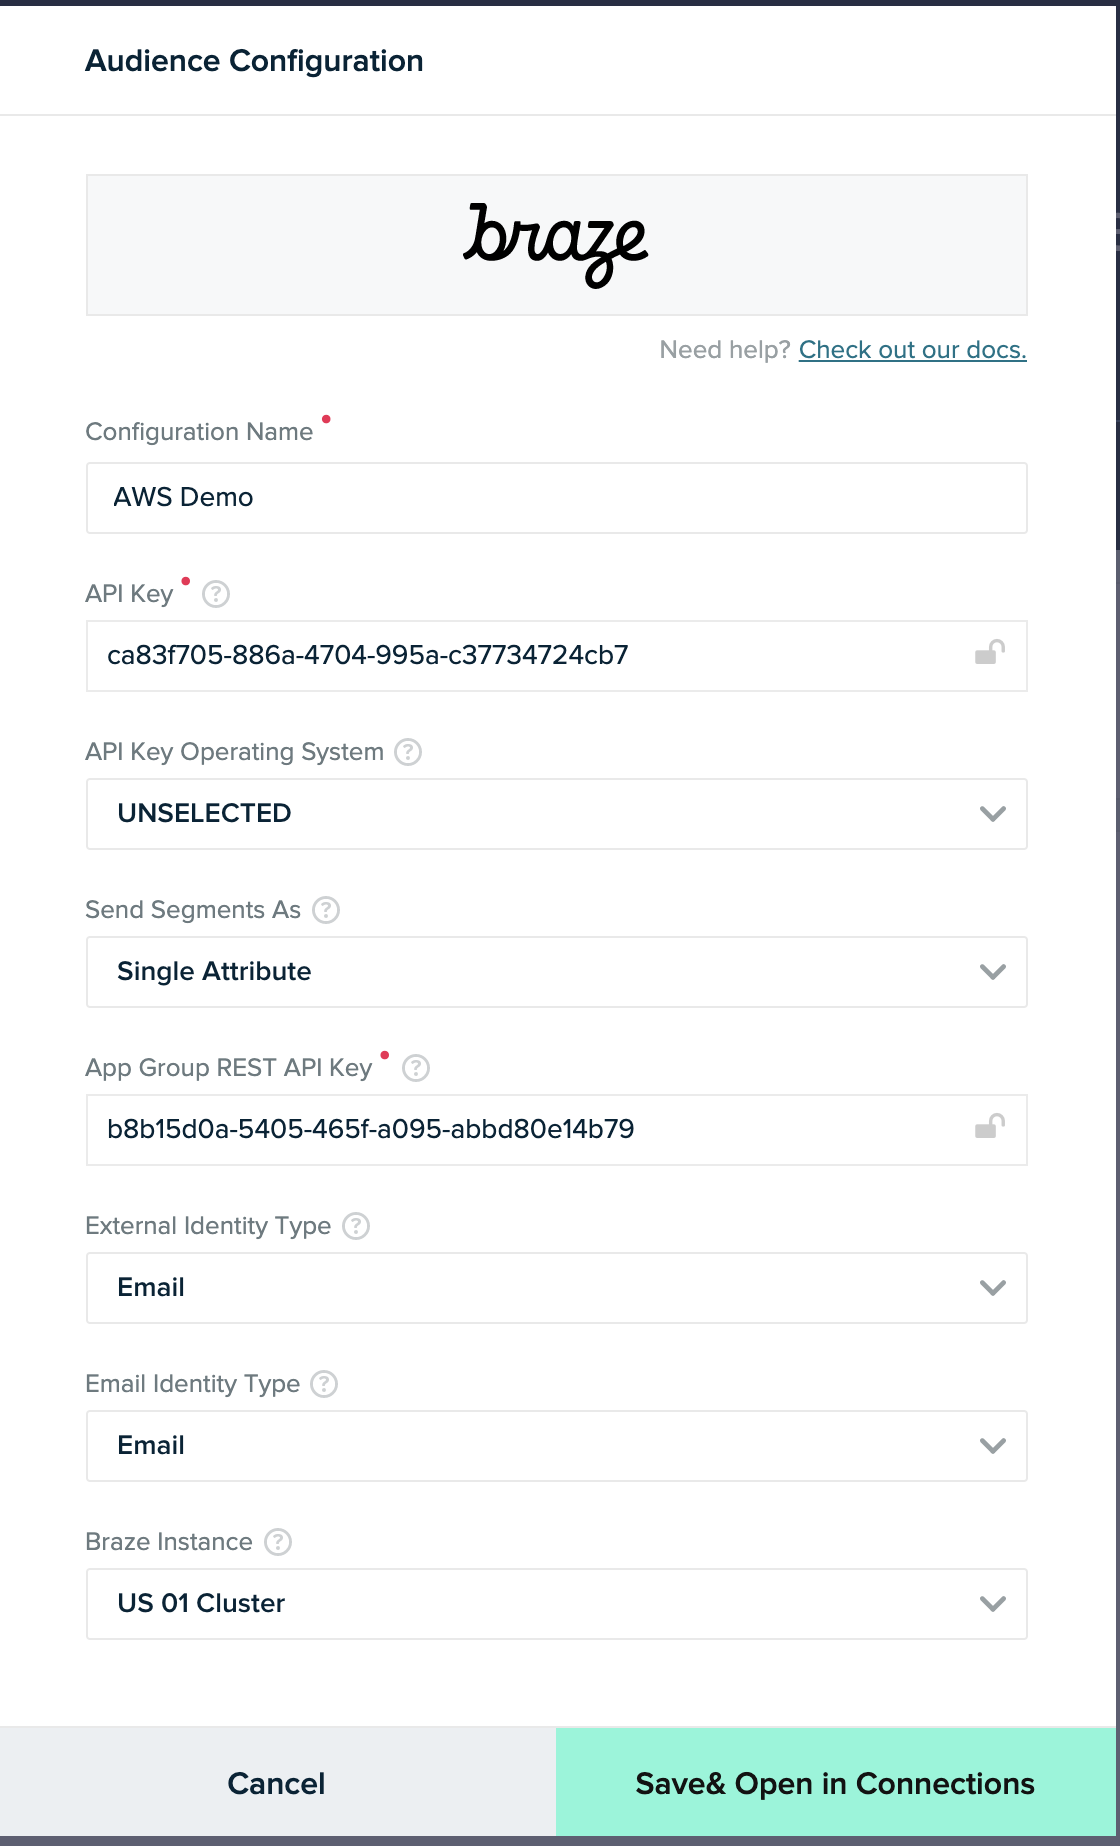 Audience Configuration
braze
Need help? Check out our docs.
Configuration Name
AWS Demo
API Key ?
ca83f705-886a-4704-995a-c37734724cb7
API Key Operating System ?
UNSELECTED
Send Segments As ?
Single Attribute
App Group REST API Key ?
b8b15d0a-5405-465f-a095-abbd80e14b79
External Identity Type ?
Email
Email Identity Type ?
Email
Braze Instance ?
US 01 Cluster
Cancel
Save& Open in Connections